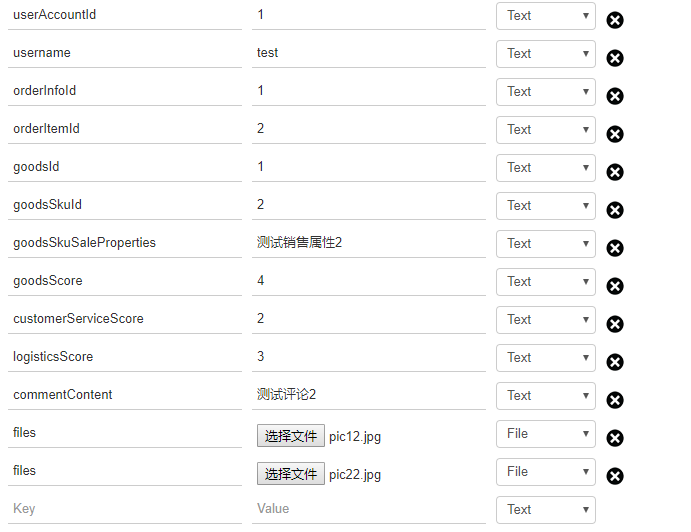 userAccountId 1 Text
username test Text
orderInfoId 1 Text
orderItemId 2 Text
goodsId 1 Text
goodsSkuId 2 Text
goodsSkuSaleProperties 测试销售属性2 Text
goodsScore 4 Text
customerServiceScore 2 Text
logisticsScore 3 Text
commentContent 测试评论2 Text
files 选择文件 pic12.jpg File
files 选择文件 pic22.jpg File
Key Value Text